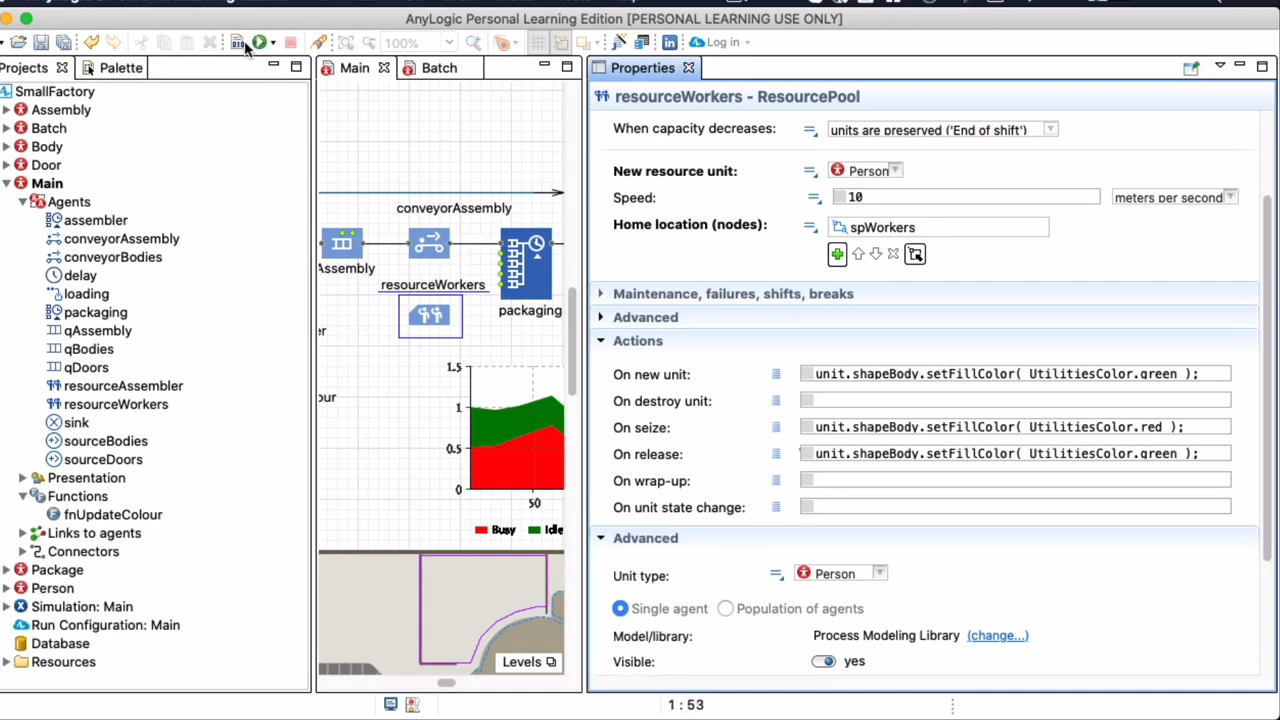 AnyLogic Personal Learning Edition [PERSONAL LEARNING USE ONLY]
100%
Log in
Projects
Palette
Main
Batch
Properties
SmallFactory
Assembly
Batch
Body
Door
Main
Agents
assembler
conveyorAssembly
conveyorBodies
delay
loading
packaging
qAssembly
qBodies
qDoors
resourceAssembler
resourceWorkers
sink
sourceBodies
sourceDoors
Presentation
Functions
fnUpdateColour
Links to agents
Connectors
Package
Person
Simulation: Main
Run Configuration: Main
Database
Resources
conveyorAssembly
Assembly
resourceWorkers
packaging
er
our
1.5
1
0.5
0
50
Busy
Idle
Levels
resourceWorkers - ResourcePool
When capacity decreases:
units are preserved ('End of shift')
New resource unit:
Person
Speed:
10
meters per second
Home location (nodes):
spWorkers
Maintenance, failures, shifts, breaks
Advanced
Actions
On new unit:
unit.shapeBody.setFillColor( UtilitiesColor.green );
On destroy unit:
On seize:
unit.shapeBody.setFillColor( UtilitiesColor.red );
On release:
unit.shapeBody.setFillColor( UtilitiesColor.green );
On wrap-up:
On unit state change:
Advanced
Unit type:
Person
Single agent
Population of agents
Model/library:
Process Modeling Library (change...)
Visible:
yes
1 : 53